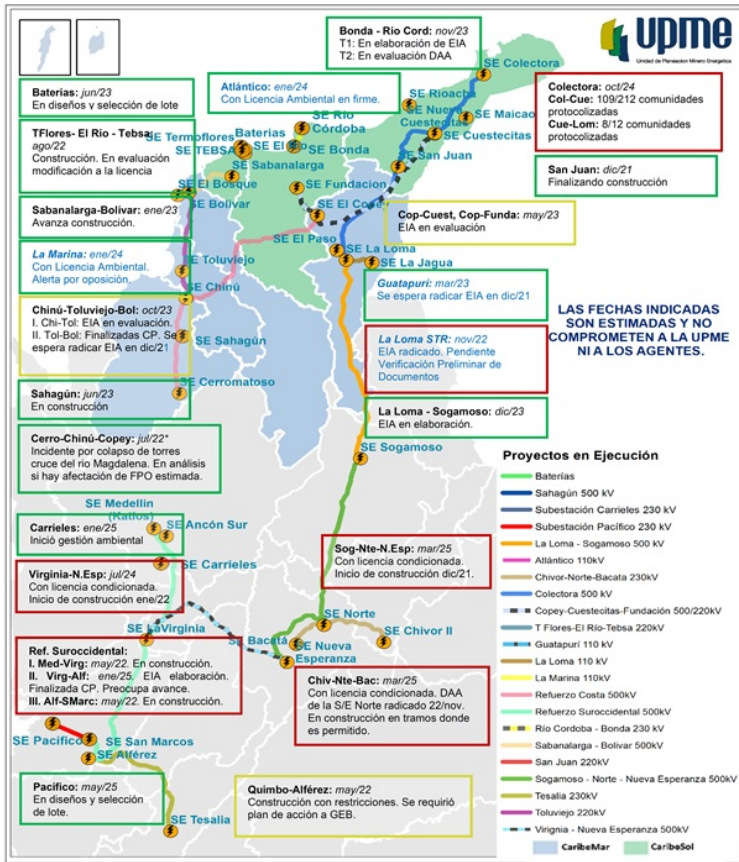 Bonda - Rio Cord: nov/23
T1: En elaboración de EIA
T2: En evaluación DAA
upme
Unidad de Planeación Minero Energética
SE Colectora
Baterías: jun/23
En diseños y selección de lote
Atlántico: ene/24
Con Licencia Ambiental en firme.
Colectora: oct/24
Col-Cue: 109/212 comunidades
protocolizadas
Cue-Lom: 8/12 comunidades
protocolizadas
SE Rioacha
SE Nueva
Cuestecitas
SE Maicao
SE Cuestecitas
SE Río
Córdoba
Baterías
SE Termoflores
SE TEBSA
SE Bonda
SE San Juan
SE Sabanalarga
TFlores- El Río - Tebsa:
ago/22
Construcción. En evaluación
modificación a la licencia
San Juan: dic/21
Finalizando construcción
SE El Bosque
SE Bolivar
SE Fundacion
Sabanalarga-Bolivar: ene/23
Avanza construcción.
Cop-Cuest, Cop-Funda: may/23
EIA en evaluación
SE El Paso
SE La Loma
SE La Jagua
La Marina: ene/24
Con Licencia Ambiental.
Alerta por oposición.
SE Toluviejo
SE Chinú
Guatapurí: mar/23
Se espera radicar EIA en dic/21
LAS FECHAS INDICADAS
SON ESTIMADAS Y NO
COMPROMETEN A LA UPME
NI A LOS AGENTES.
Chinú-Toluviejo-Bol: oct/23
I. Chi-Tol: EIA en evaluación.
II. Tol-Bol: Finalizadas CP. Se
espera radicar EIA en dic/21
SE Sahagún
La Loma STR: nov/22
EIA radicado. Pendiente
Verificación Preliminar de
Documentos
SE Cerromatoso
Sahagún: jun/23
En construcción
La Loma - Sogamoso: dic/23
EIA en elaboración.
Cerro-Chinú-Copey: jul/22*
Incidente por colapso de torres
cruce del rio Magdalena. En análisis
si hay afectación de FPO estimada.
SE Sogamoso
SE Medellin
(Katíos)
SE Ancón Sur
Carrieles: ene/25
Inició gestión ambiental
SE Carrieles
Virginia-N.Esp: jul/24
Con licencia condicionada.
Inicio de construcción ene/22
Sog-Nte-N.Esp: mar/25
Con licencia condicionada.
Inicio de construcción dic/21.
SE LaVirginia
SE Norte
SE Bacatá
SE Nueva
Esperanza
SE Chivor II
Ref. Suroccidental:
I. Med-Virg: may/22. En construcción.
II. Virg-Alf: ene/25, EIA elaboración.
Finalizada CP. Preocupa avance.
III. Alf-SMarc: may/22. En construcción.
Chiv-Nte-Bac: mar/25
Con licencia condicionada. DAA
de la S/E Norte radicado 22/nov.
En construcción en tramos donde
es permitido.
SE Pacífico
SE San Marcos
SE Alférez
Pacífico: may/25
En diseños y selección
de lote.
SE Tesalia
Quimbo-Alférez: may/22
Construcción con restricciones. Se requirió
plan de acción a GEB.
Proyectos en Ejecución
Baterías
Sahagún 500 kV
Subestación Carrieles 230 kV
Subestación Pacífico 230 kV
La Loma - Sogamoso 500 kV
Atlántico 110kV
Chivor-Norte-Bacata 230kV
Colectora 500 kV
Copey-Cuestecitas-Fundación 500/220kV
T Flores-El Río-Tebsa 220kV
Guatapurí 110 kV
La Loma 110 kV
La Marina 110 kV
Refuerzo Costa 500kV
Refuerzo Suroccidental 500kV
Río Cordoba - Bonda 230 kV
Sabanalarga - Bolivar 500kV
San Juan 220kV
Sogamoso - Norte - Nueva Esperanza 500kV
Tesalia 230kV
Toluviejo 220kV
Virignia - Nueva Esperanza 500kV
CaribeMar
CaribeSol